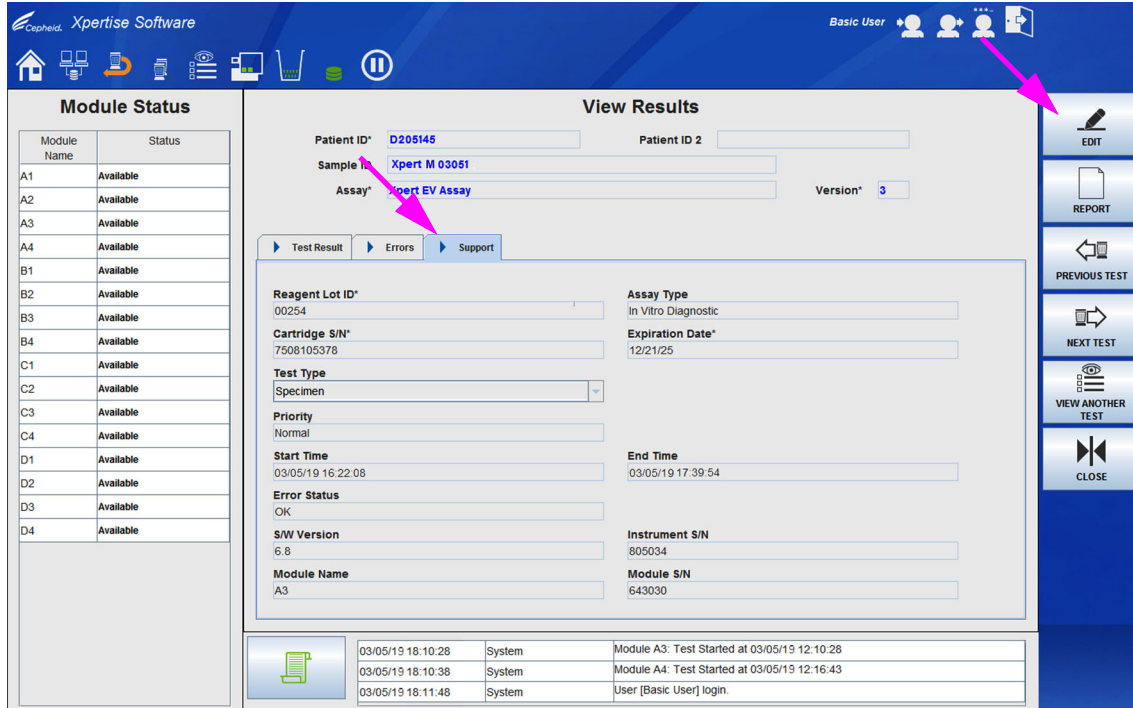 Cepheid. Xpertise Software
Basic User
Module Status
Module Name Status
A1 Available
A2 Available
A3 Available
A4 Available
B1 Available
B2 Available
B3 Available
B4 Available
C1 Available
C2 Available
C3 Available
C4 Available
D1 Available
D2 Available
D3 Available
D4 Available
View Results
Patient ID* D205145 Patient ID 2
Sample ID Xpert M 03051
Assay* Xpert EV Assay Version* 3
Test Result Errors Support
Reagent Lot ID* Assay Type
00254 In Vitro Diagnostic
Cartridge S/N* Expiration Date*
7508105378 12/21/25
Test Type
Specimen
Priority
Normal
Start Time End Time
03/05/19 16:22:08 03/05/19 17:39:54
Error Status
OK
S/W Version Instrument S/N
6.8 805034
Module Name Module S/N
A3 643030
03/05/19 18:10:28 System Module A3: Test Started at 03/05/19 12:10:28
03/05/19 18:10:38 System Module A4: Test Started at 03/05/19 12:16:43
03/05/19 18:11:48 System User [Basic User] login.
EDIT
REPORT
PREVIOUS TEST
NEXT TEST
VIEW ANOTHER
TEST
CLOSE